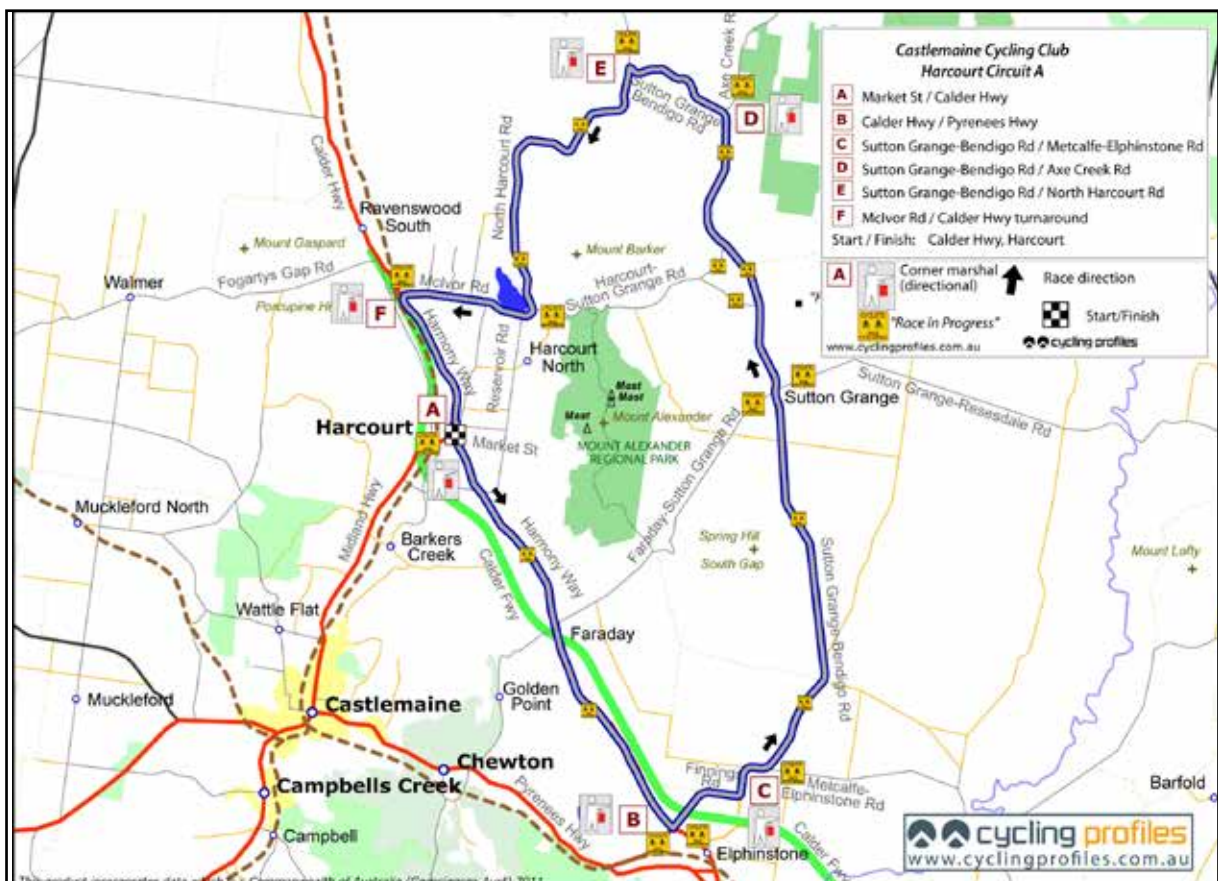 Castlemaine Cycling Club
Harcourt Circuit A
A Market St / Calder Hwy
B Calder Hwy / Pyrenees Hwy
C Sutton Grange-Bendigo Rd / Metcalfe-Elphinstone Rd
D Sutton Grange-Bendigo Rd / Axe Creek Rd
E Sutton Grange-Bendigo Rd / North Harcourt Rd
F McIvor Rd / Calder Hwy turnaround
Start / Finish: Calder Hwy, Harcourt
A Corner marshal
(directional)
Race direction
"Race in Progress"
Start/Finish
www.cyclingprofiles.com.au
cycling profiles
E
Sutton Grange
Bendigo Rd
Axe Creek Rd
D
North Harcourt Rd
Calder Hwy
Ravenswood
South
Mount Gaspard
Fogartys Gap Rd
Walmer
Porcupine
McIvor Rd
F
Mount Barker
Harcourt-
Sutton Grange Rd
Harmony Way
Reservoir Rd
Harcourt
North
Mast
Mast
Mast
Mount Alexander
MOUNT ALEXANDER
REGIONAL PARK
Sutton Grange
Sutton Grange-Resesdale Rd
Faraday-Sutton Grange Rd
A
Harcourt
Market St
Muckleford North
Midland Hwy
Barkers
Creek
Calder Fwy
Harmony Way
Spring Hill
South Gap
Sutton Grange-Bendigo Rd
Mount Lofty
Wattle Flat
Faraday
Muckleford
Castlemaine
Golden
Point
Chewton
Campbells Creek
Pyrenees Hwy
Campbell
B
C
Rd
Metcalfe-
Elphinstone Rd
Elphinstone
Calder Fwy
Barfold
cycling profiles
www.cyclingprofiles.com.au